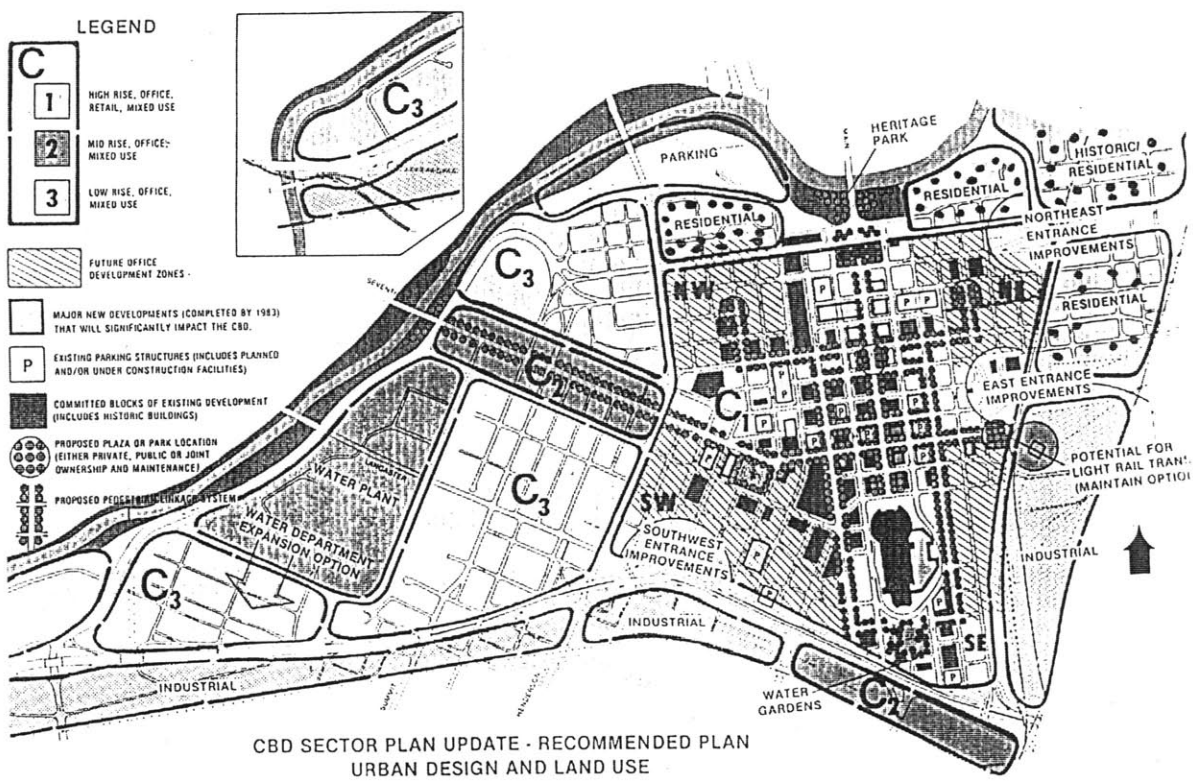 LEGEND
C
1
HIGH RISE, OFFICE,
RETAIL, MIXED USE
2
MID RISE, OFFICE,
MIXED USE
3
LOW RISE, OFFICE,
MIXED USE
FUTURE OFFICE
DEVELOPMENT ZONES -
MAJOR NEW DEVELOPMENTS (COMPLETED BY 1983)
THAT WILL SIGNIFICANTLY IMPACT THE CBD.
P
EXISTING PARKING STRUCTURES (INCLUDES PLANNED
AND/OR UNDER CONSTRUCTION FACILITIES)
COMMITTED BLOCKS OF EXISTING DEVELOPMENT
(INCLUDES HISTORIC BUILDINGS)
PROPOSED PLAZA OR PARK LOCATION
(EITHER PRIVATE, PUBLIC OR JOINT
OWNERSHIP AND MAINTENANCE)
PROPOSED PEDESTRIAN LINKAGE SYSTEM
C3
HERITAGE
PARK
PARKING
RESIDENTIAL
RESIDENTIAL
HISTORIC/
RESIDENTIAL
NORTHEAST
ENTRANCE
IMPROVEMENTS
RESIDENTIAL
C3
SEVENTH
NW
NE
C2
C
1
EAST ENTRANCE
IMPROVEMENTS
POTENTIAL FOR
LIGHT RAIL TRANS
(MAINTAIN OPTIO
LANCASTER
WATER PLANT
WATER DEPARTMENT
EXPANSION OPTION
C3
SW
SOUTHWEST
ENTRANCE
IMPROVEMENTS
INDUSTRIAL
C3
INDUSTRIAL
SE
INDUSTRIAL
SUMMIT
HENDERSON
WATER
GARDENS
C2
CBD SECTOR PLAN UPDATE - RECOMMENDED PLAN
URBAN DESIGN AND LAND USE